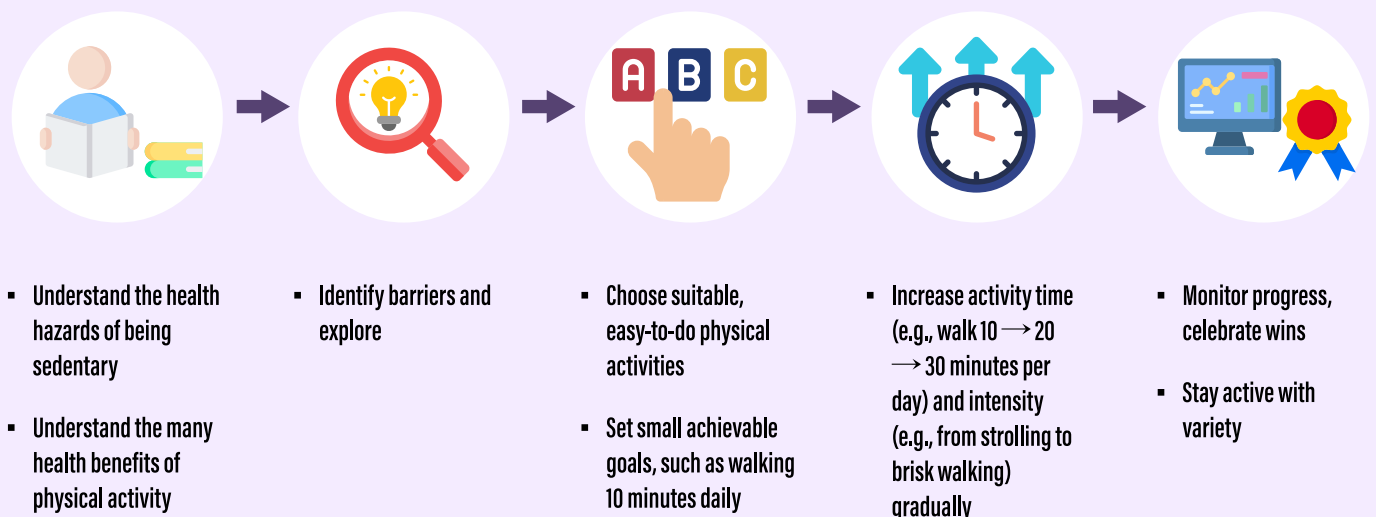 A B C
▪ Understand the health
hazards of being
sedentary
▪ Understand the many
health benefits of
physical activity
▪ Identify barriers and
explore
▪ Choose suitable,
easy-to-do physical
activities
▪ Set small achievable
goals, such as walking
10 minutes daily
▪ Increase activity time
(e.g., walk 10 → 20
→ 30 minutes per
day) and intensity
(e.g., from strolling to
brisk walking)
gradually
▪ Monitor progress,
celebrate wins
▪ Stay active with
variety